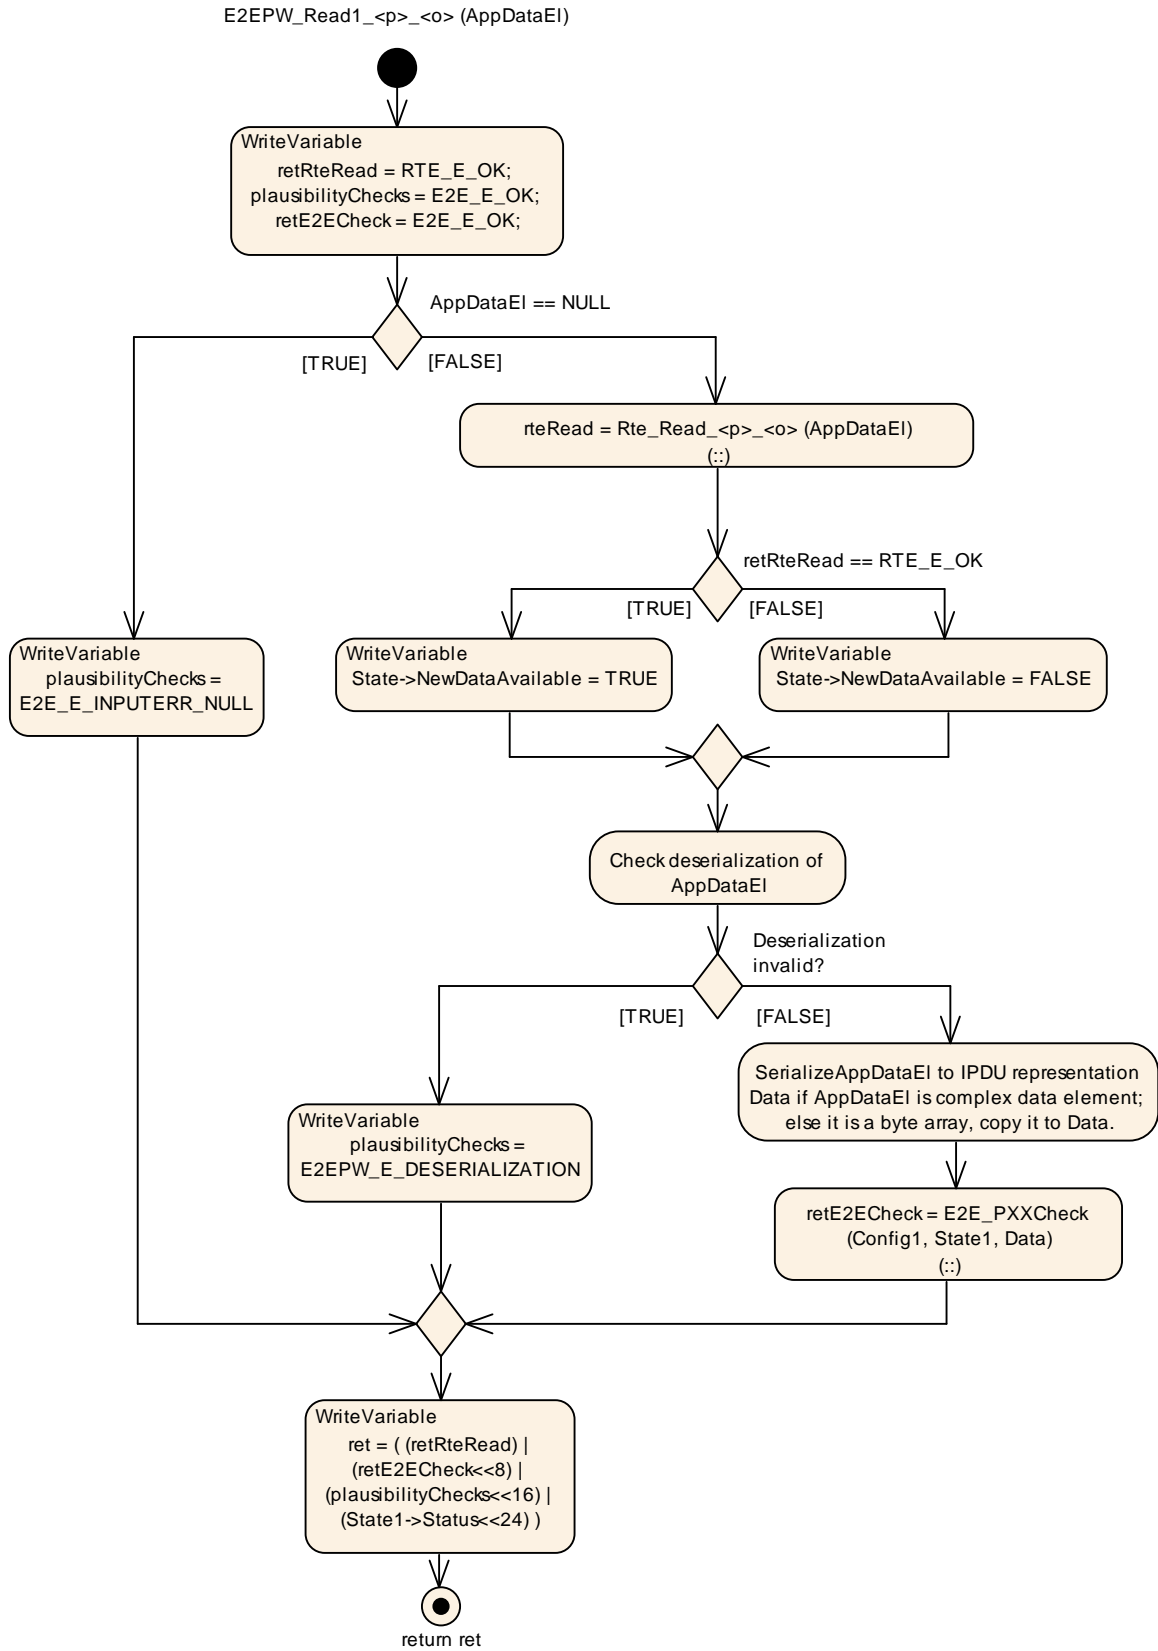 E2EPW_Read1_<p>_<o> (AppDataEl)
WriteVariable
retRteRead = RTE_E_OK;
plausibilityChecks = E2E_E_OK;
retE2ECheck = E2E_E_OK;
AppDataEl == NULL
[TRUE]
[FALSE]
rteRead = Rte_Read_<p>_<o> (AppDataEl)
(::)
retRteRead == RTE_E_OK
[TRUE]
[FALSE]
WriteVariable
plausibilityChecks =
E2E_E_INPUTERR_NULL
WriteVariable
State->NewDataAvailable = TRUE
WriteVariable
State->NewDataAvailable = FALSE
Check deserialization of
AppDataEl
Deserialization
invalid?
[TRUE]
[FALSE]
SerializeAppDataEl to IPDU representation
Data if AppDataEl is complex data element;
else it is a byte array, copy it to Data.
WriteVariable
plausibilityChecks =
E2EPW_E_DESERIALIZATION
retE2ECheck = E2E_PXXCheck
(Config1, State1, Data)
(::)
WriteVariable
ret = ( (retRteRead) |
(retE2ECheck<<8) |
(plausibilityChecks<<16) |
(State1->Status<<24) )
return ret